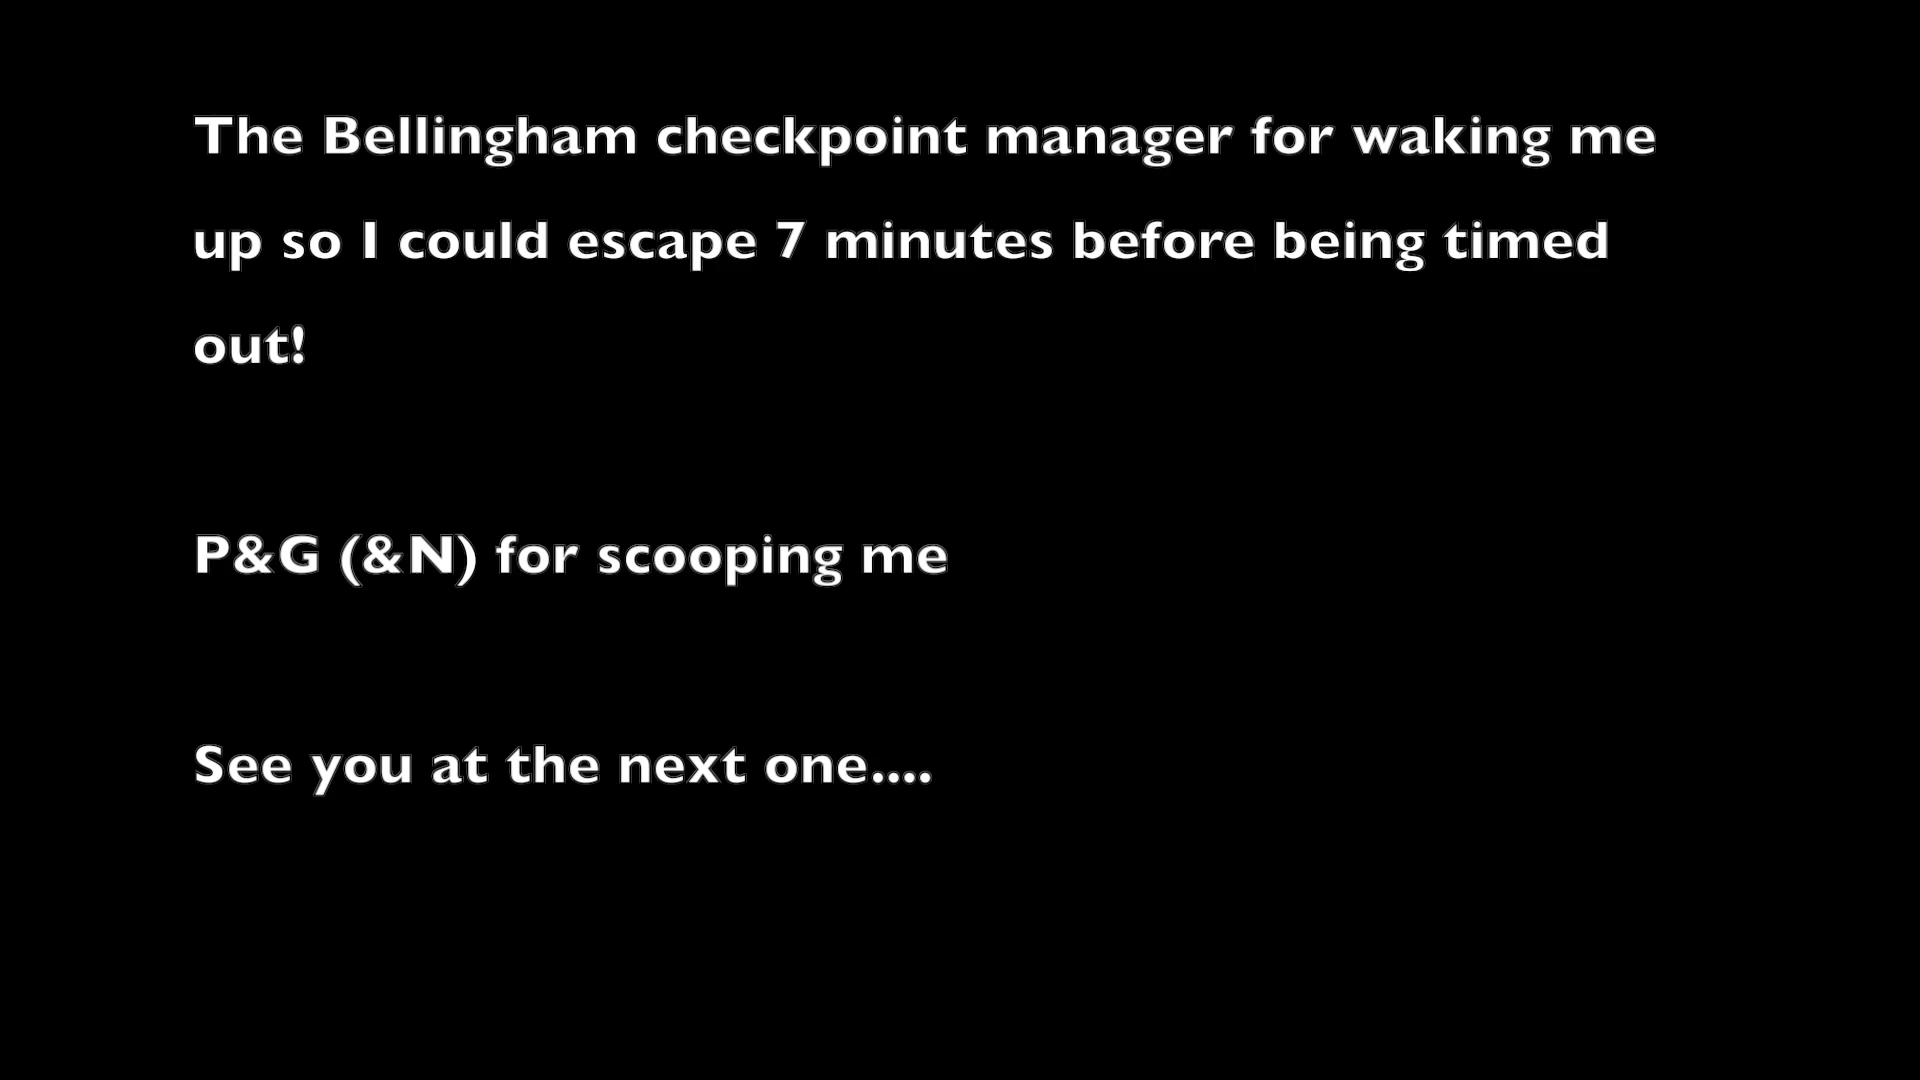 The Bellingham checkpoint manager for waking me
up so I could escape 7 minutes before being timed
out!
P&G (&N) for scooping me
See you at the next one....